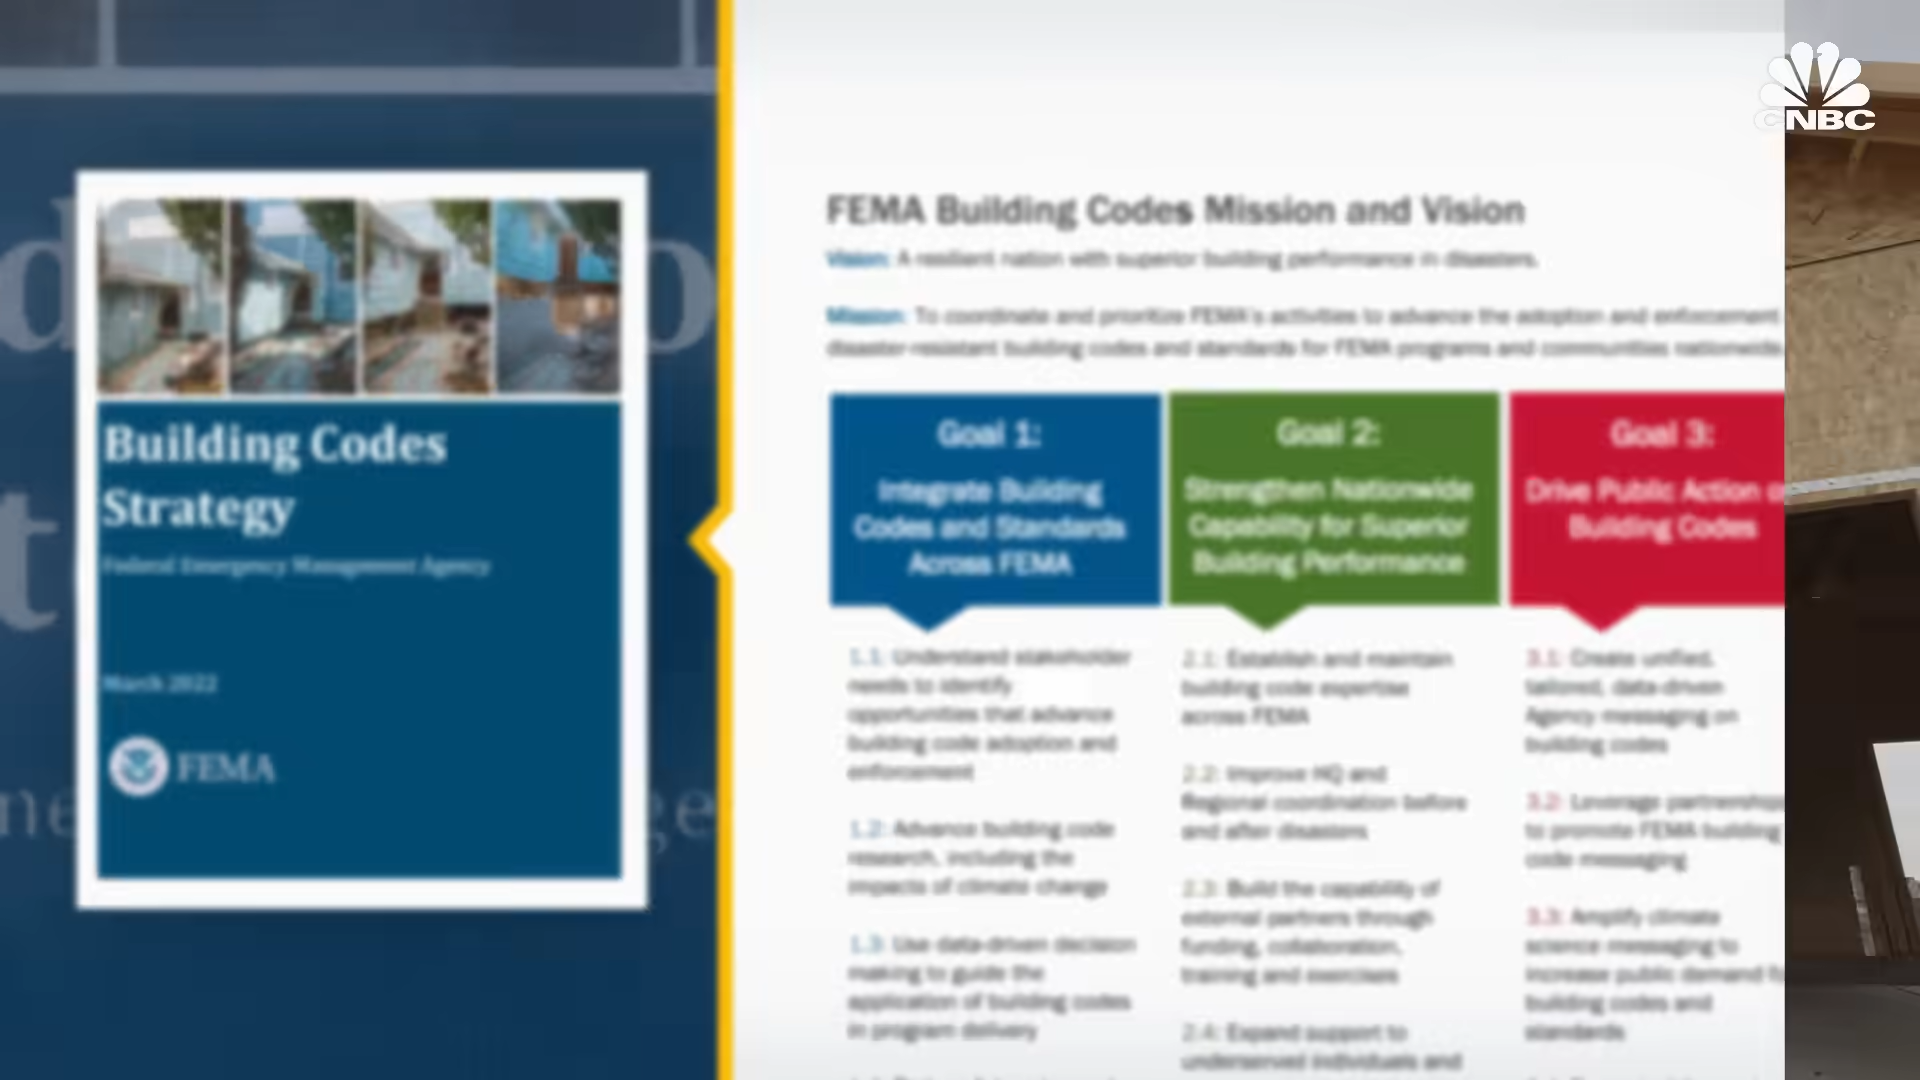 CNBC
Building Codes
Strategy
Federal Emergency Management Agency
March 2022
FEMA
FEMA Building Codes Mission and Vision
Vision: A resilient nation with superior building performance in disasters.
Mission: To coordinate and prioritize FEMA's activities to advance the adoption and enforcement
disaster-resistant building codes and standards for FEMA programs and communities nationwide.
Goal 1:
Integrate Building
Codes and Standards
Across FEMA
1.1: Understand stakeholder
needs to identify
opportunities that advance
building code adoption and
enforcement
1.2: Advance building code
research, including the
impacts of climate change
1.3: Use data-driven decision
making to guide the
application of building codes
in program delivery
Goal 2:
Strengthen Nationwide
Capability for Superior
Building Performance
2.1: Establish and maintain
building code expertise
across FEMA
2.2: Improve HQ and
Regional coordination before
and after disasters
2.3: Build the capability of
external partners through
funding, collaboration,
training and exercises
2.4: Expand support to
underserved individuals and
Goal 3:
Drive Public Action o
Building Codes
3.1: Create unified,
tailored, data-driven
Agency messaging on
building codes
3.2: Leverage partnership
to promote FEMA building
code messaging
3.3: Amplify climate
science messaging to
increase public demand f
building codes and
standards